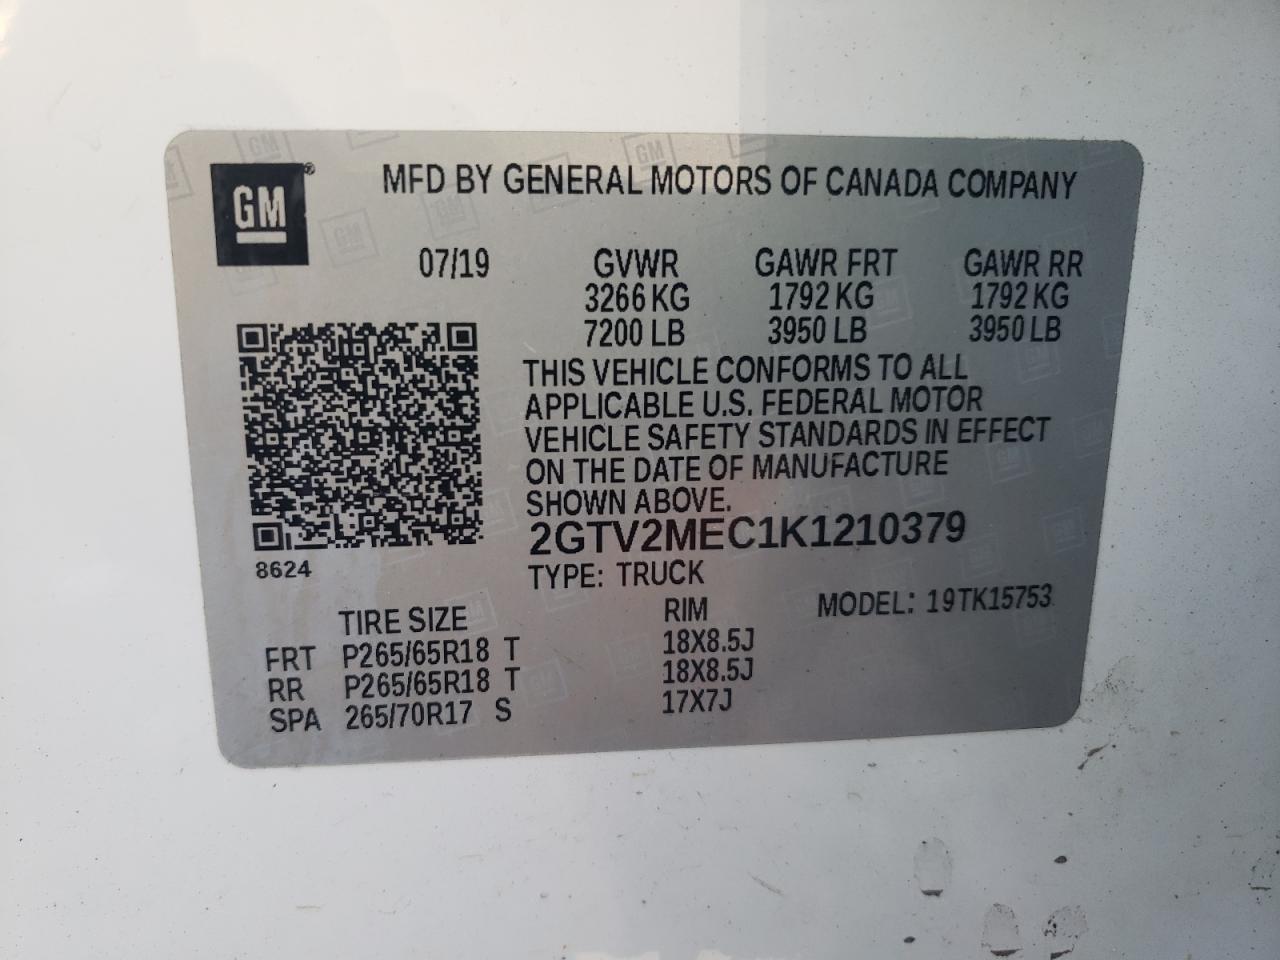 GM®
MFD BY GENERAL MOTORS OF CANADA COMPANY
07/19 GVWR GAWR FRT GAWR RR
3266 KG 1792 KG 1792 KG
7200 LB 3950 LB 3950 LB
THIS VEHICLE CONFORMS TO ALL
APPLICABLE U.S. FEDERAL MOTOR
VEHICLE SAFETY STANDARDS IN EFFECT
ON THE DATE OF MANUFACTURE
SHOWN ABOVE.
2GTV2MEC1K1210379
8624
TYPE: TRUCK
TIRE SIZE RIM MODEL: 19TK15753
FRT P265/65R18 T 18X8.5J
RR P265/65R18 T 18X8.5J
SPA 265/70R17 S 17X7J